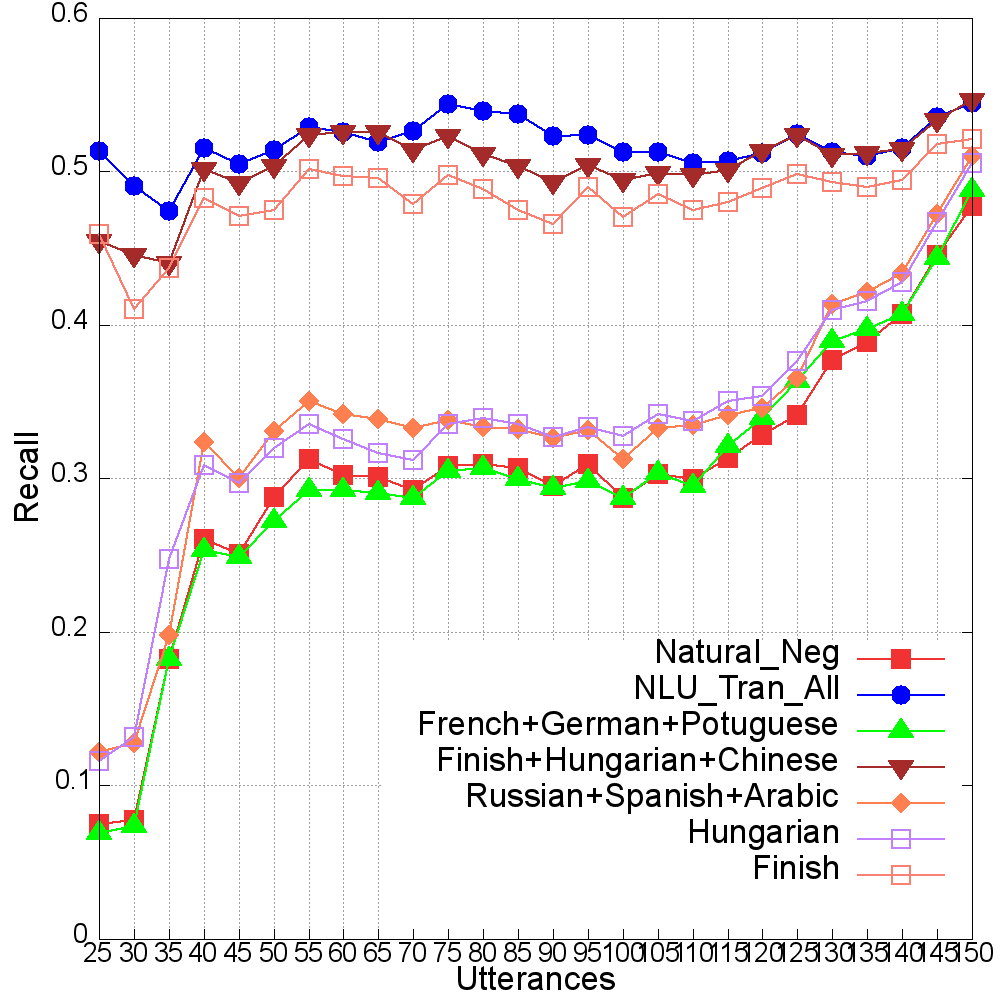 0.6
0.5
0.4
0.3
0.2
0.1
0
Recall
Natural_Neg
NLU_Tran_All
French+German+Potuguese
Finish+Hungarian+Chinese
Russian+Spanish+Arabic
Hungarian
Finish
25 30 35 40 45 50 55 60 65 70 75 80 85 90 95 100 105 110 115 120 125 130 135 140 145 150
Utterances